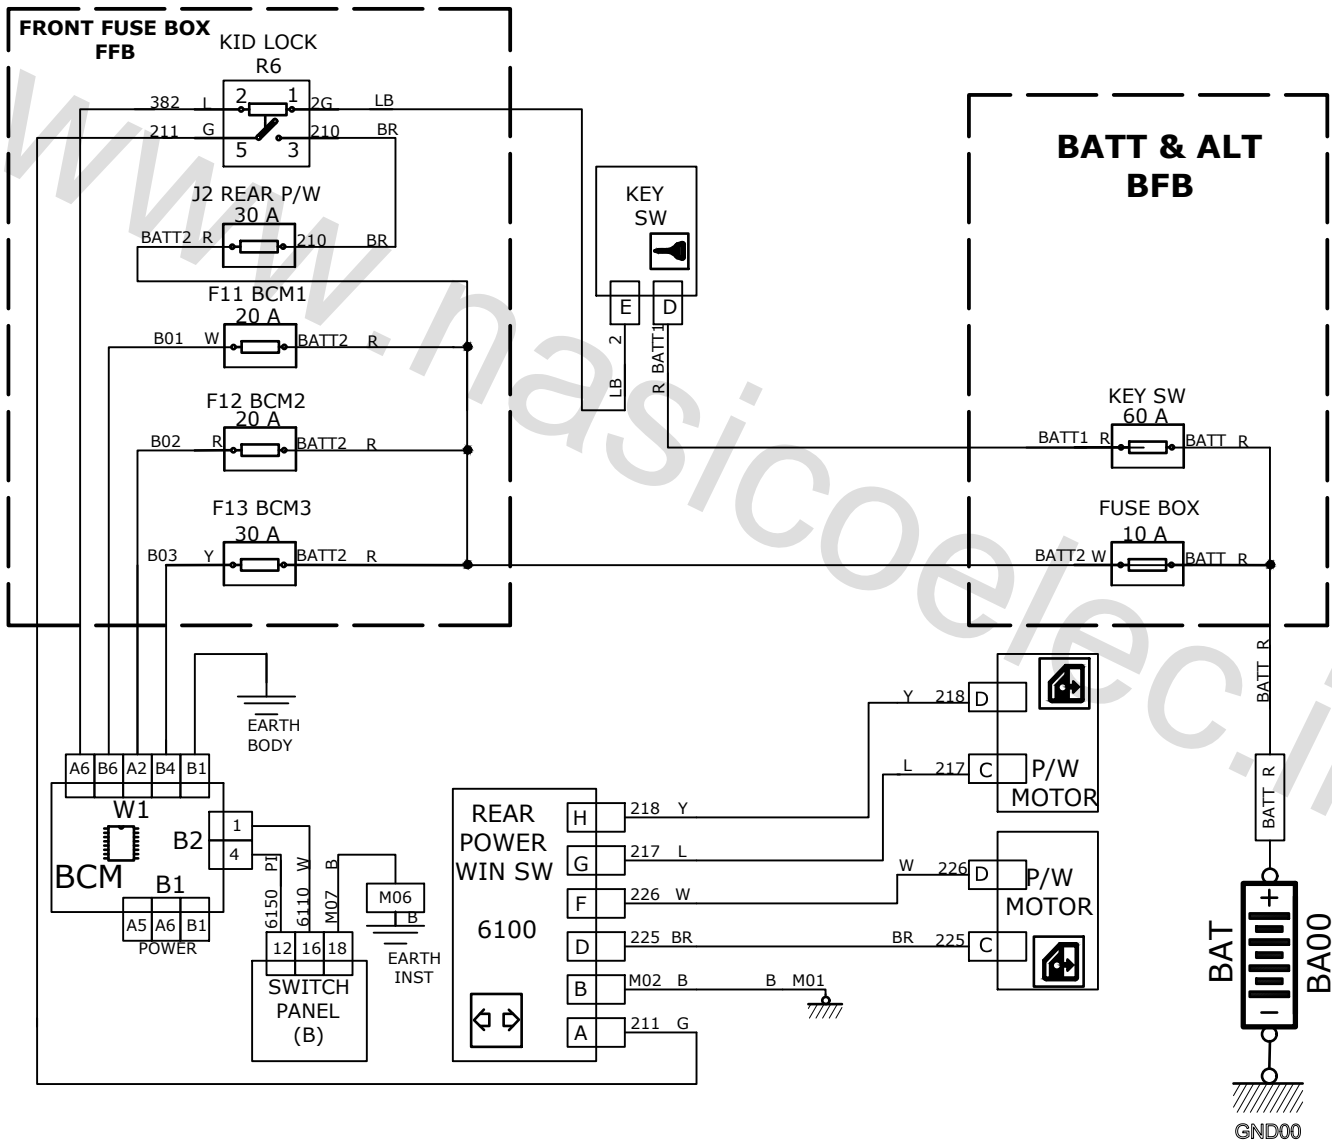 FRONT FUSE BOX
FFB
KID LOCK
R6
382 L 2 1 2G LB
211 G 5 3 210 BR
J2 REAR P/W
30 A
BATT2 R 210 BR
F11 BCM1
20 A
B01 W BATT2 R
F12 BCM2
20 A
B02 R BATT2 R
F13 BCM3
30 A
B03 Y BATT2 R
KEY
SW
E D
LB 2
R BATT1
BATT & ALT
BFB
KEY SW
60 A
BATT1 R BATT R
FUSE BOX
10 A
BATT2 W BATT R
BATT R
BATT R
BAT
BA00
+
−
GND00
EARTH
BODY
A6 B6 A2 B4 B1
W1
BCM
B2
1
4
B1
A5 A6 B1
POWER
6150 PI
6110 W
M07 B
M06
B
EARTH
INST
12 16 18
SWITCH
PANEL
(B)
REAR
POWER
WIN SW
6100
H 218 Y
G 217 L
F 226 W
D 225 BR
B M02 B B M01
A 211 G
Y 218 D
L 217 C
P/W
MOTOR
W 226 D
BR 225 C
P/W
MOTOR
www.nasicoelec.ir